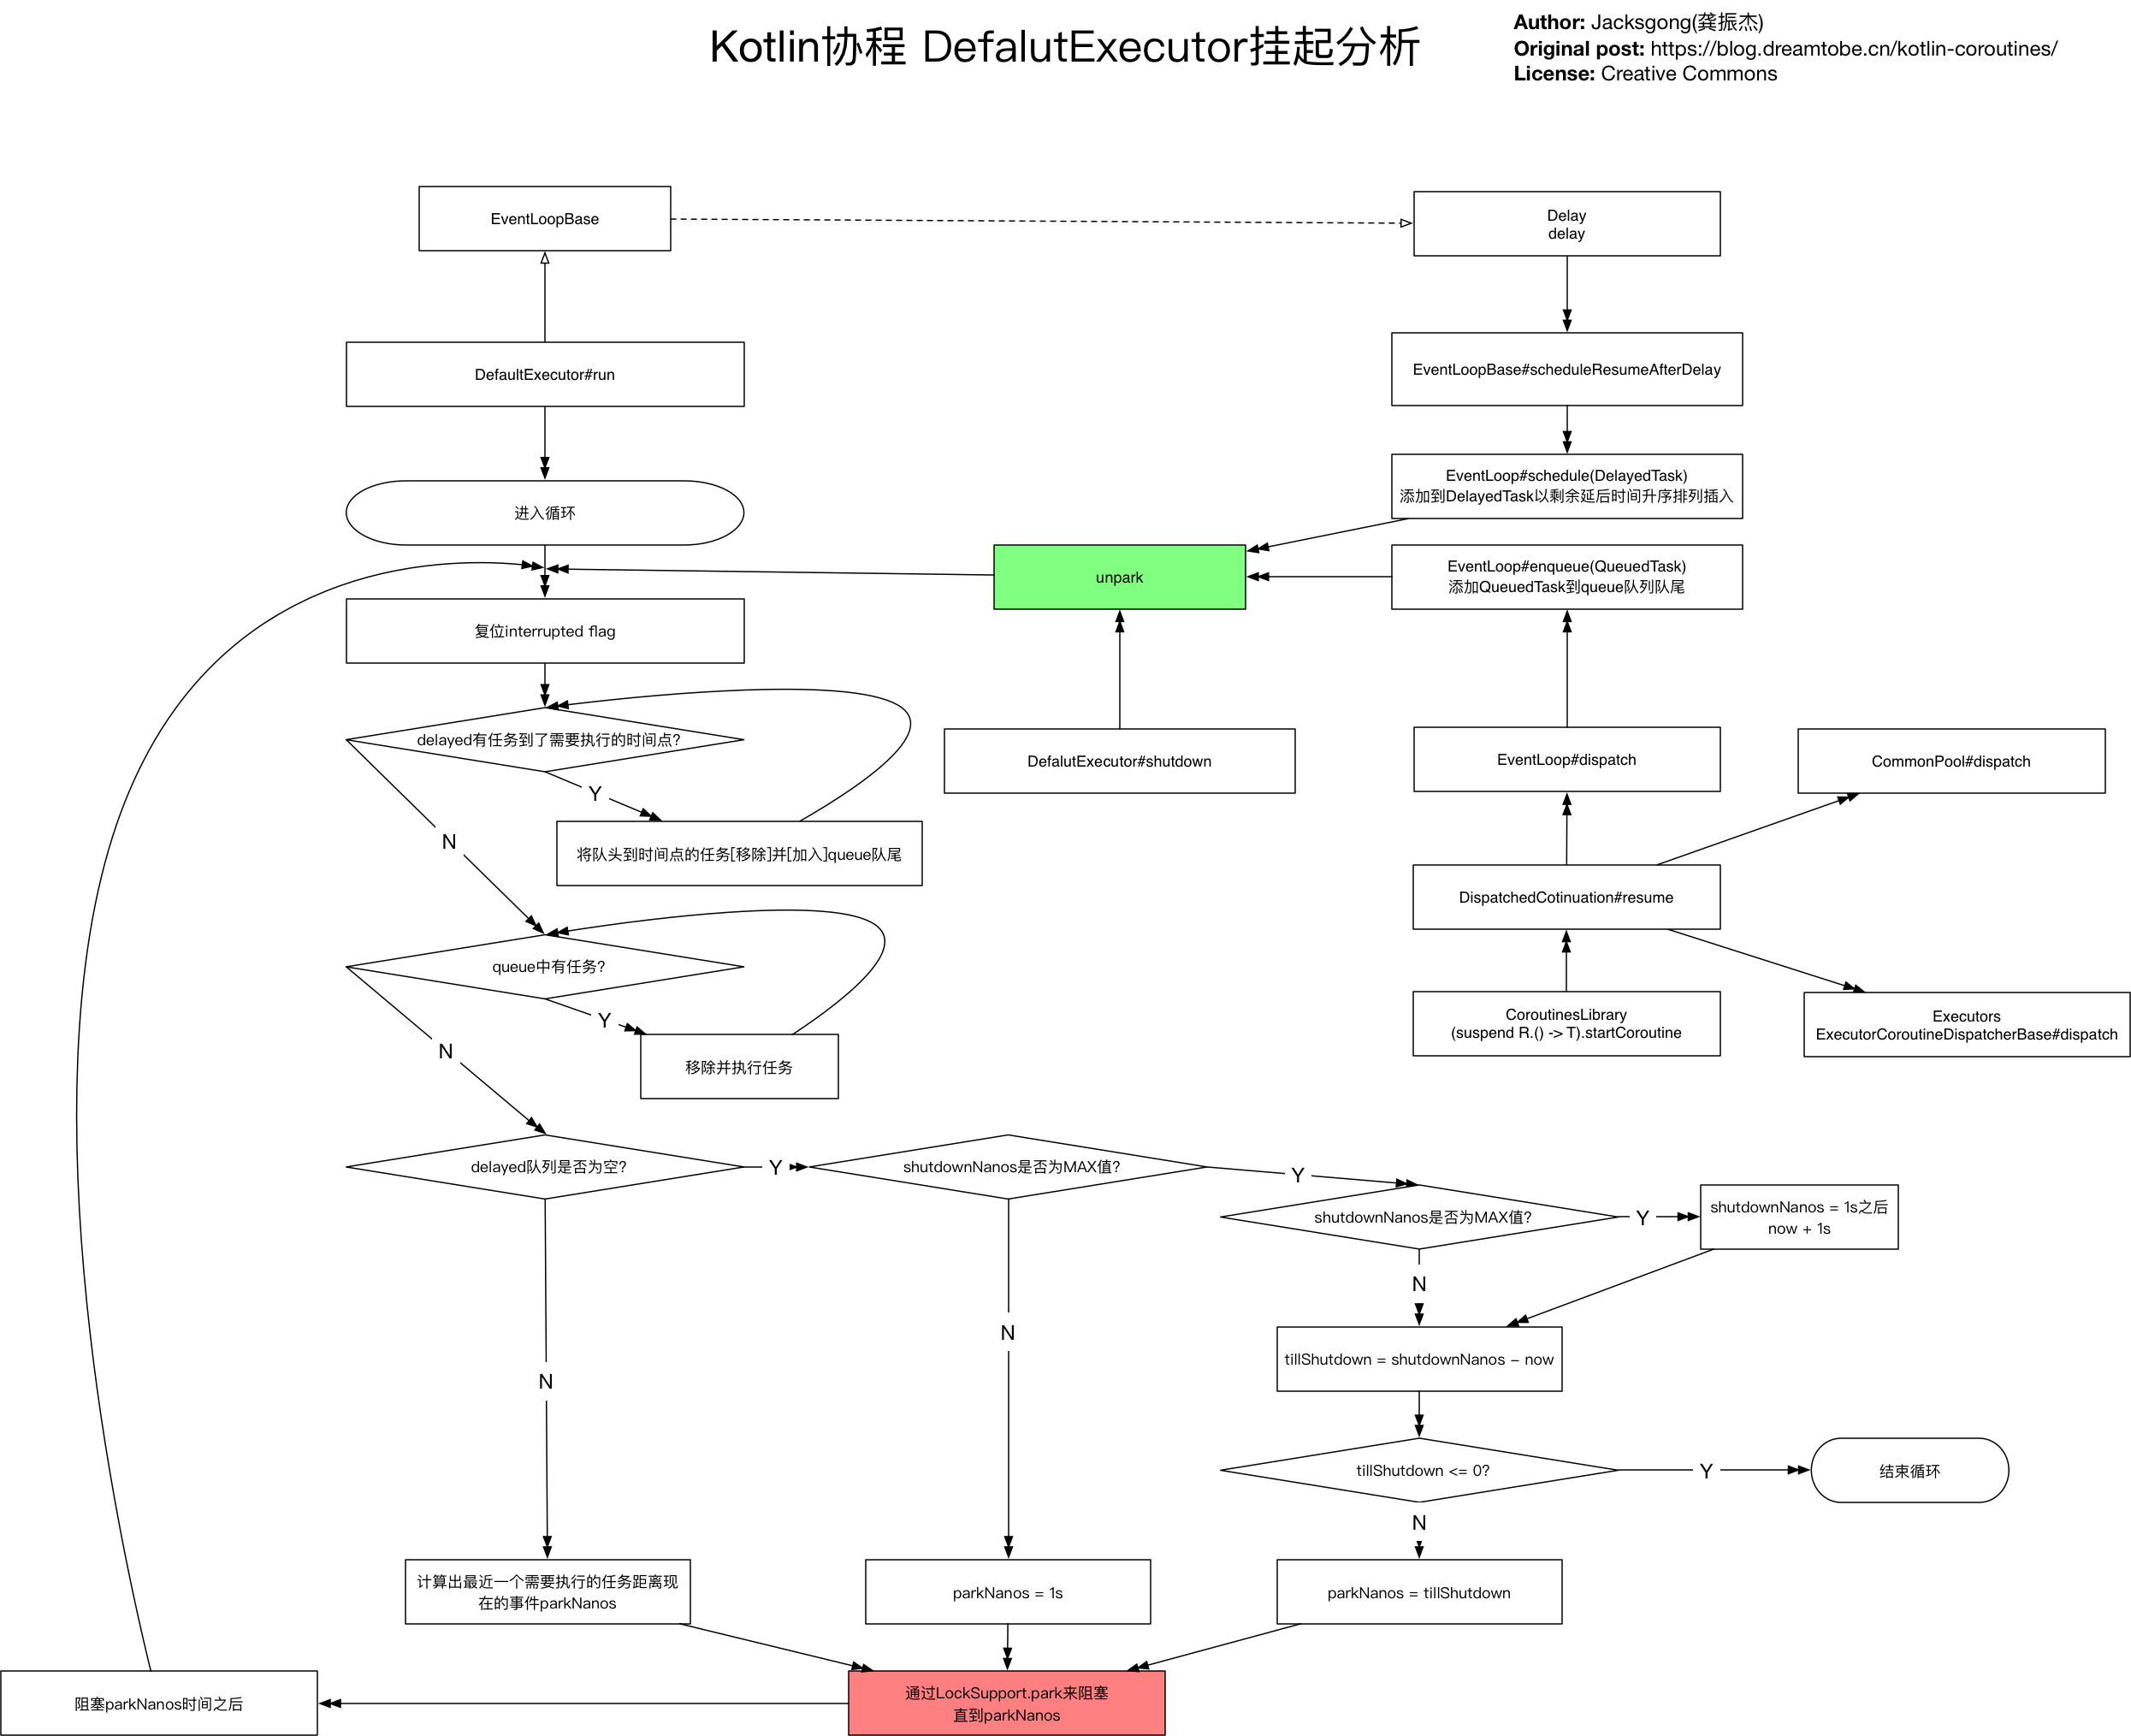 Kotlin协程 DefalutExecutor挂起分析
Author: Jacksgong(龚振杰)
Original post: https://blog.dreamtobe.cn/kotlin-coroutines/
License: Creative Commons
EventLoopBase
Delay
delay
DefaultExecutor#run
EventLoopBase#scheduleResumeAfterDelay
EventLoop#schedule(DelayedTask)
添加到DelayedTask以剩余延后时间升序排列插入
进入循环
unpark
EventLoop#enqueue(QueuedTask)
添加QueuedTask到queue队列队尾
复位interrupted flag
delayed有任务到了需要执行的时间点?
DefalutExecutor#shutdown
EventLoop#dispatch
CommonPool#dispatch
Y
N
将队头到时间点的任务[移除]并[加入]queue队尾
DispatchedCotinuation#resume
queue中有任务?
Y
N
移除并执行任务
CoroutinesLibrary
(suspend R.() -> T).startCoroutine
Executors
ExecutorCoroutineDispatcherBase#dispatch
delayed队列是否为空?
Y
shutdownNanos是否为MAX值?
Y
shutdownNanos是否为MAX值?
Y
shutdownNanos = 1s之后
now + 1s
N
N
N
tillShutdown = shutdownNanos - now
tillShutdown <= 0?
Y
结束循环
N
计算出最近一个需要执行的任务距离现
在的事件parkNanos
parkNanos = 1s
parkNanos = tillShutdown
阻塞parkNanos时间之后
通过LockSupport.park来阻塞
直到parkNanos